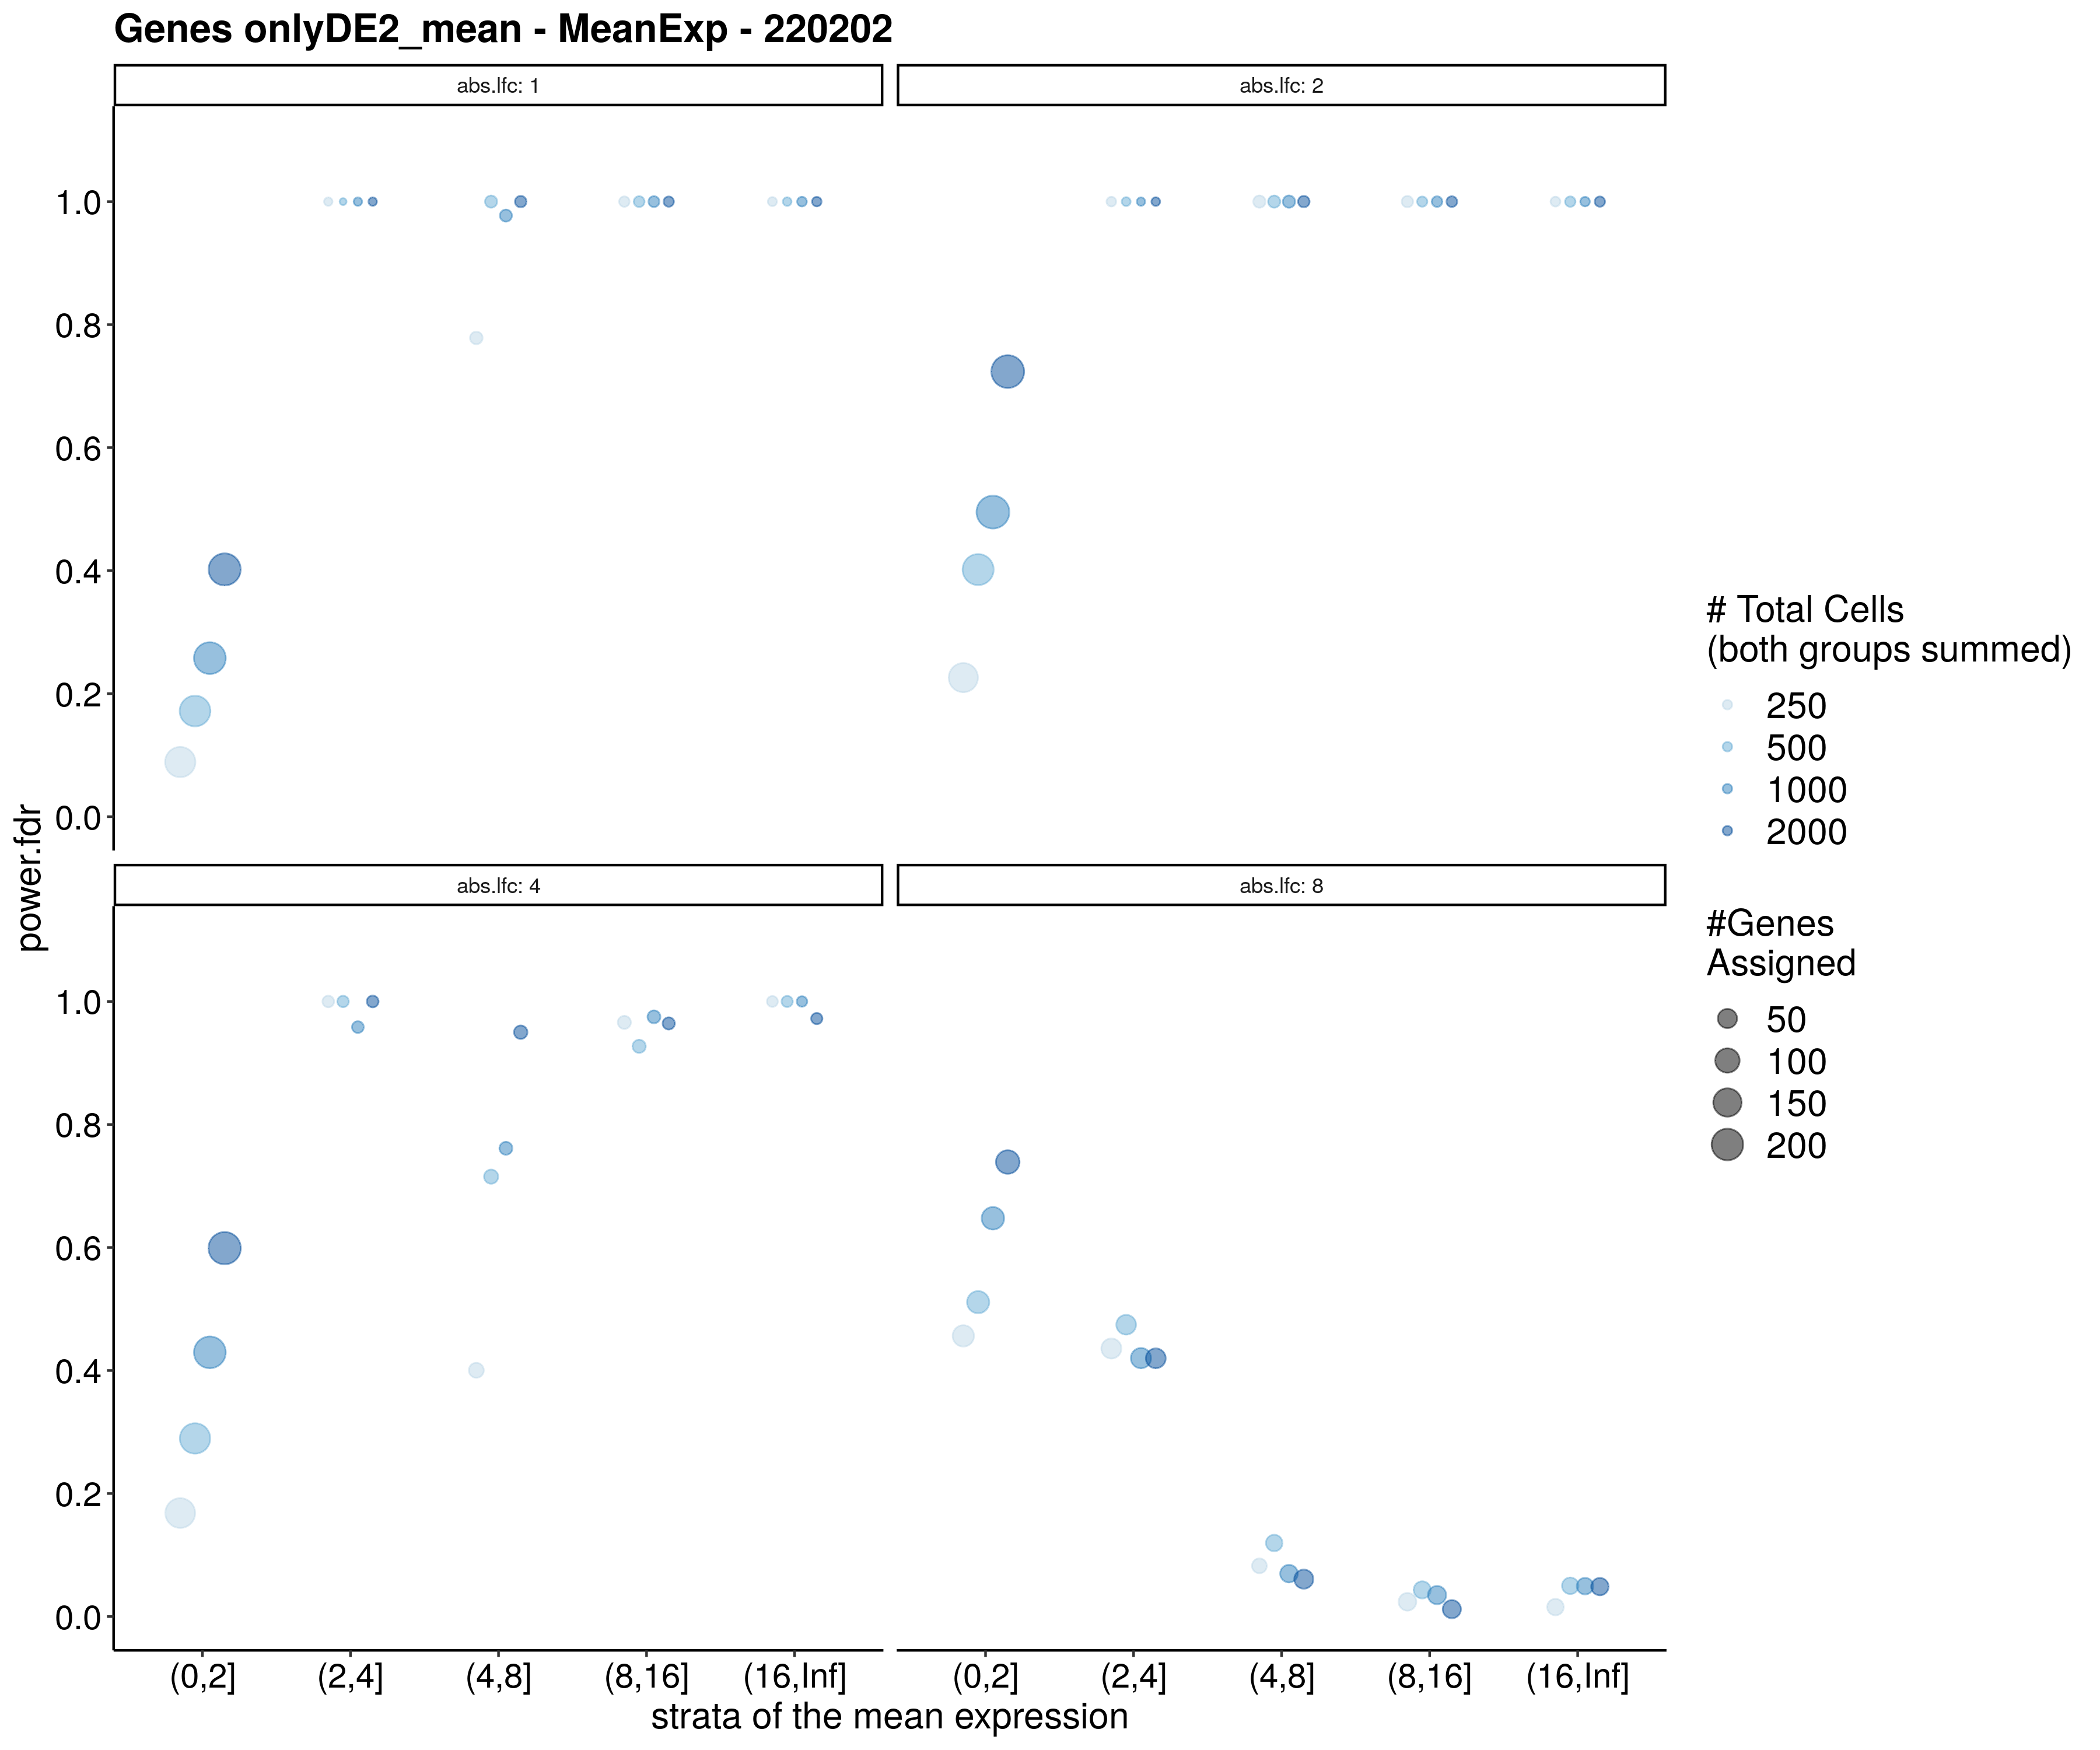 Genes onlyDE2_mean - MeanExp - 220202
abs.lfc: 1
abs.lfc: 2
1.0
0.8
0.6
0.4
0.2
0.0
abs.lfc: 4
abs.lfc: 8
1.0
0.8
0.6
0.4
0.2
0.0
power.fdr
(0,2]
(2,4]
(4,8]
(8,16]
(16,Inf]
(0,2]
(2,4]
(4,8]
(8,16]
(16,Inf]
strata of the mean expression
# Total Cells
(both groups summed)
250
500
1000
2000
#Genes
Assigned
50
100
150
200